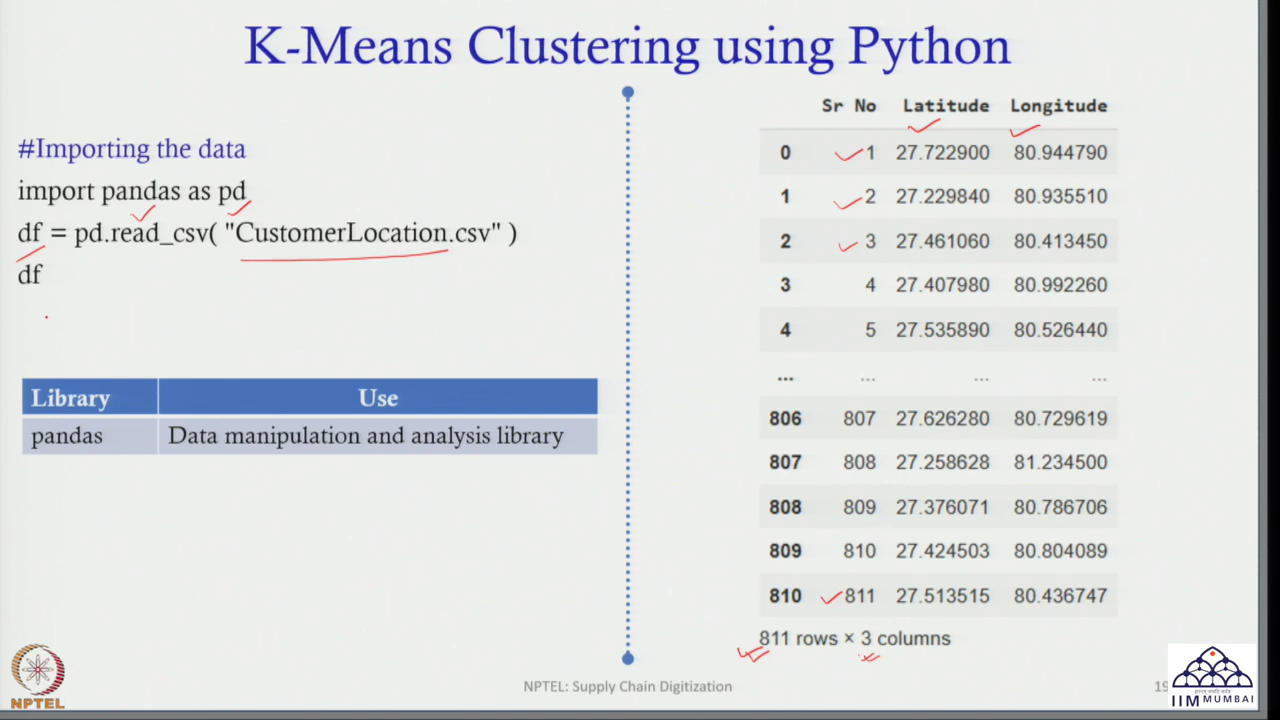 K-Means Clustering using Python
#Importing the data
import pandas as pd
df = pd.read_csv( "CustomerLocation.csv" )
df
Library Use
pandas Data manipulation and analysis library
Sr No Latitude Longitude
0 1 27.722900 80.944790
1 2 27.229840 80.935510
2 3 27.461060 80.413450
3 4 27.407980 80.992260
4 5 27.535890 80.526440
... ... ... ...
806 807 27.626280 80.729619
807 808 27.258628 81.234500
808 809 27.376071 80.786706
809 810 27.424503 80.804089
810 811 27.513515 80.436747
811 rows × 3 columns
NPTEL
NPTEL: Supply Chain Digitization
19
IIM MUMBAI